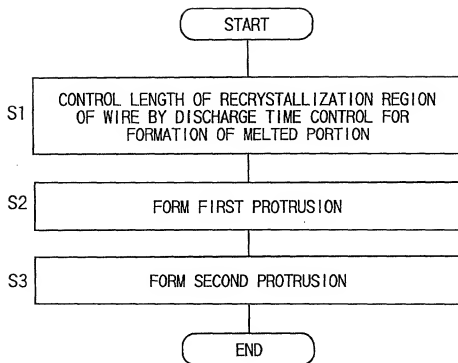 START
S1
CONTROL LENGTH OF RECRYSTALLIZATION REGION
OF WIRE BY DISCHARGE TIME CONTROL FOR
FORMATION OF MELTED PORTION
S2
FORM FIRST PROTRUSION
S3
FORM SECOND PROTRUSION
END